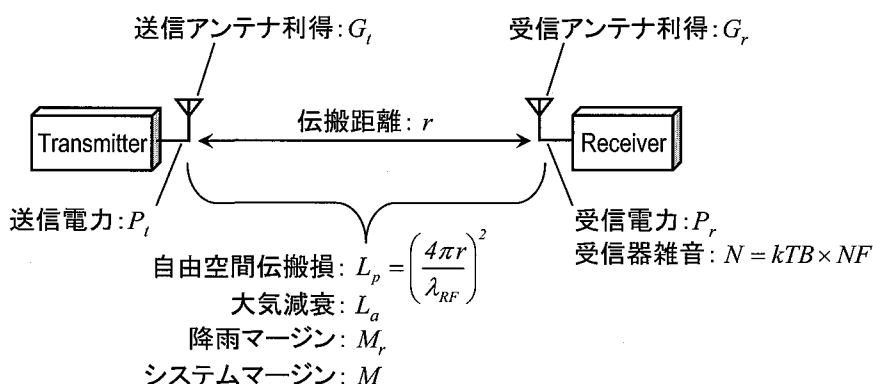 送信アンテナ利得：G_t
受信アンテナ利得：G_r
Transmitter
伝搬距離：r
Receiver
送信電力：P_t
受信電力：P_r
受信器雑音：N = kTB × NF
自由空間伝搬損：L_p = (4πr / λ_RF)^2
大気減衰：L_a
降雨マージン：M_r
システムマージン：M